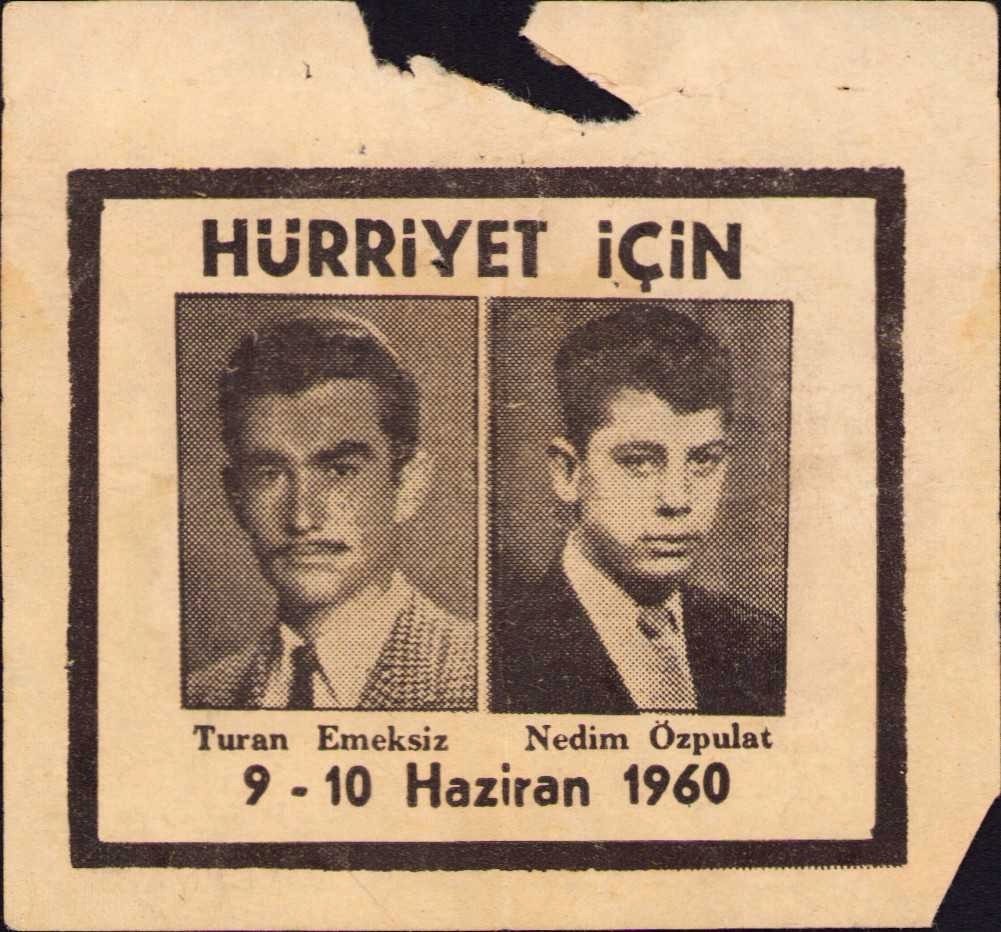 HÜRRİYET İÇİN
Turan Emeksiz Nedim Özpulat
9 - 10 Haziran 1960